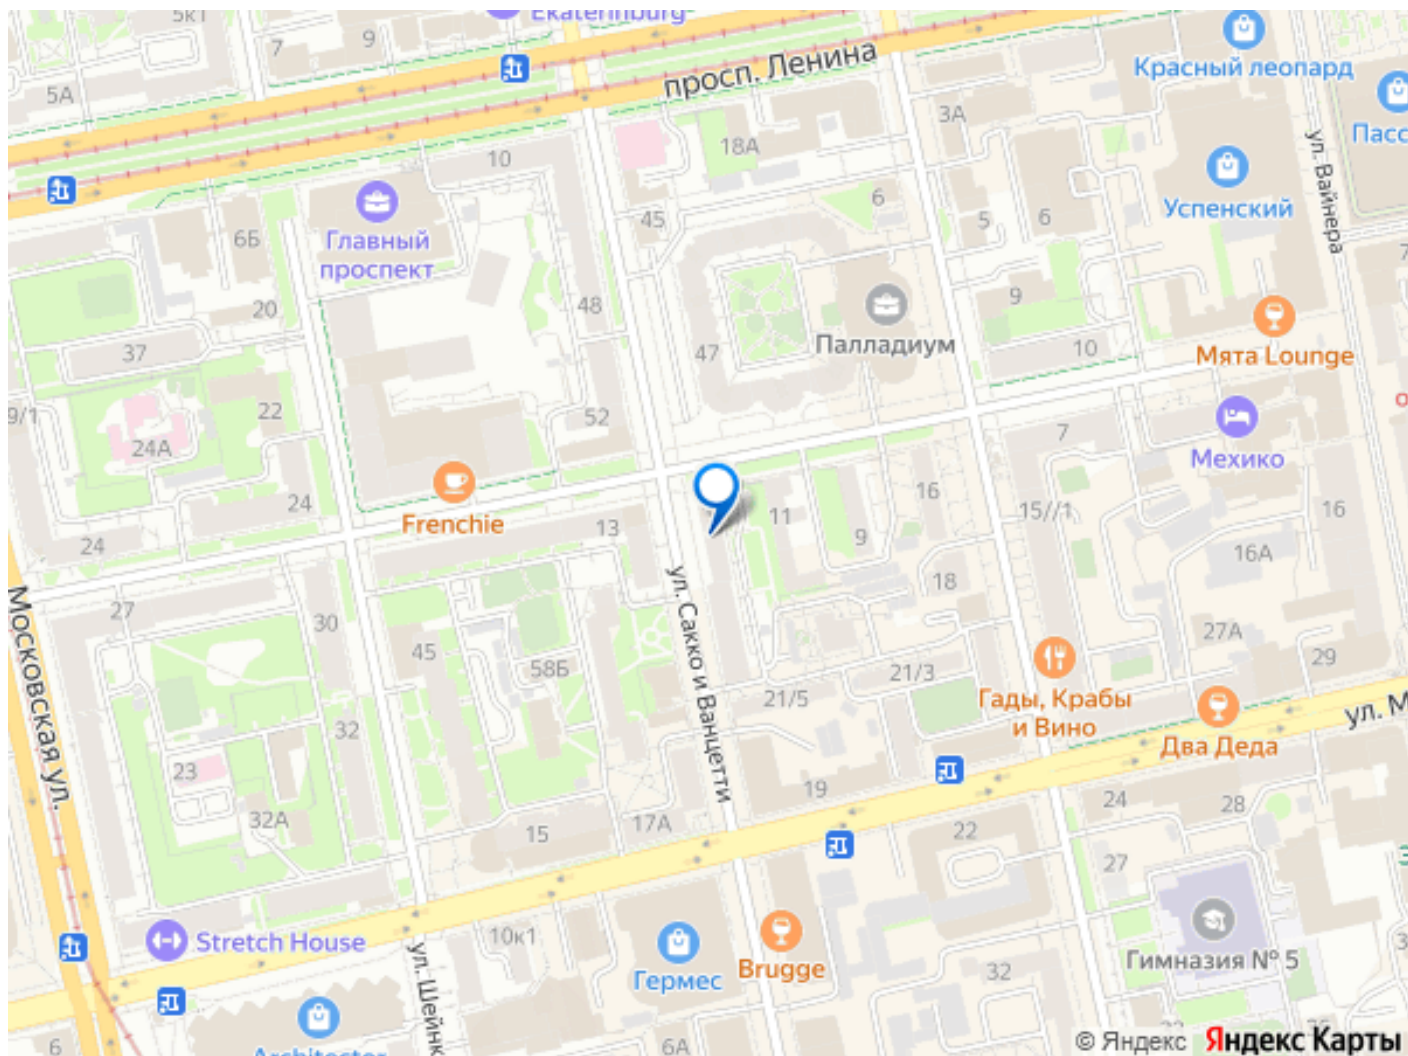 5к1
Ekaterinburg
7
9
5А
просп. Ленина
Красный леопард
3А
Пасс
18А
10
ул. Вайнера
Успенский
6
45
5
6
6Б
Главный
проспект
20
48
9
37
47
Палладиум
10
Мята Lounge
9/1
22
52
24А
7
Мехико
24
Frenchie
13
11
16
15//1
16
24
9
16А
18
27
30
Московская ул.
ул. Сакко и Ванцетти
45
58Б
21/3
21/5
27А
29
Гады, Крабы
и Вино
ул. М
Два Деда
32
23
19
32А
15
17А
22
24
28
27
Stretch House
10к1
Гермес
Brugge
32
Гимназия № 5
ул. Шейнк
6
Architector
6А
© Яндекс Яндекс Карты